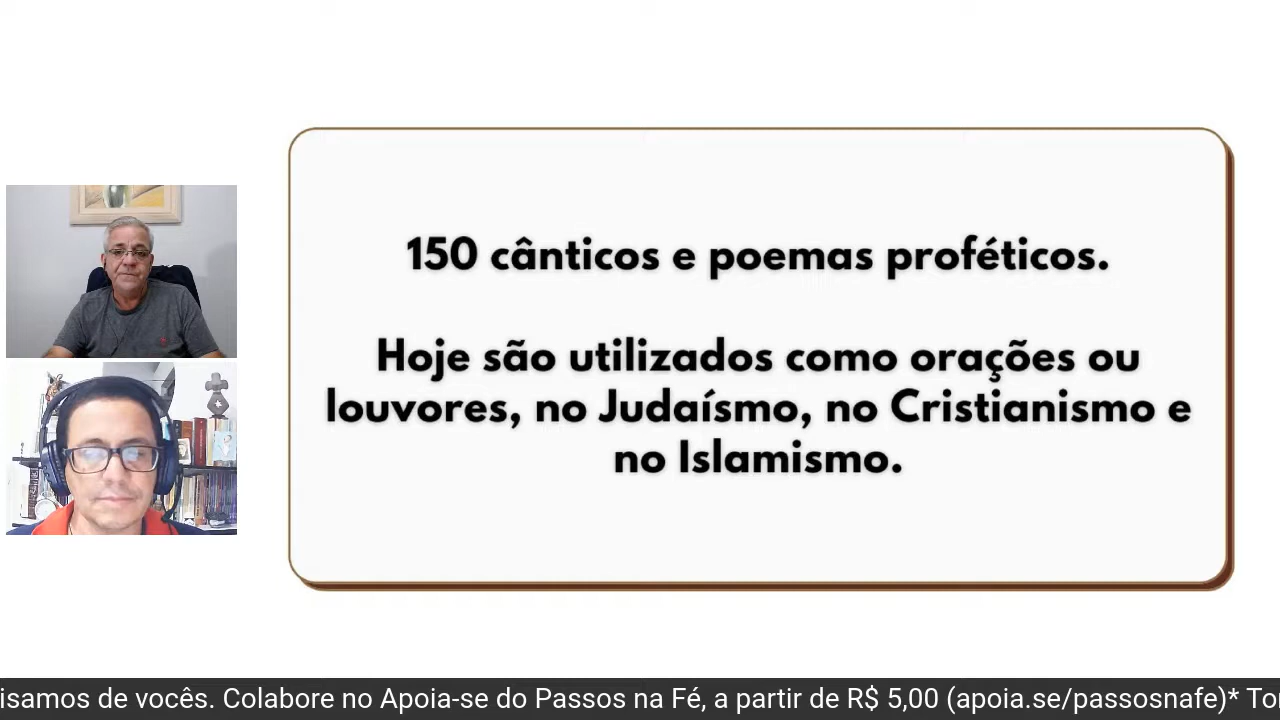 150 cânticos e poemas proféticos.
Hoje são utilizados como orações ou
louvores, no Judaísmo, no Cristianismo e
no Islamismo.
isamos de vocês. Colabore no Apoia-se do Passos na Fé, a partir de R$ 5,00 (apoia.se/passosnafe)* To